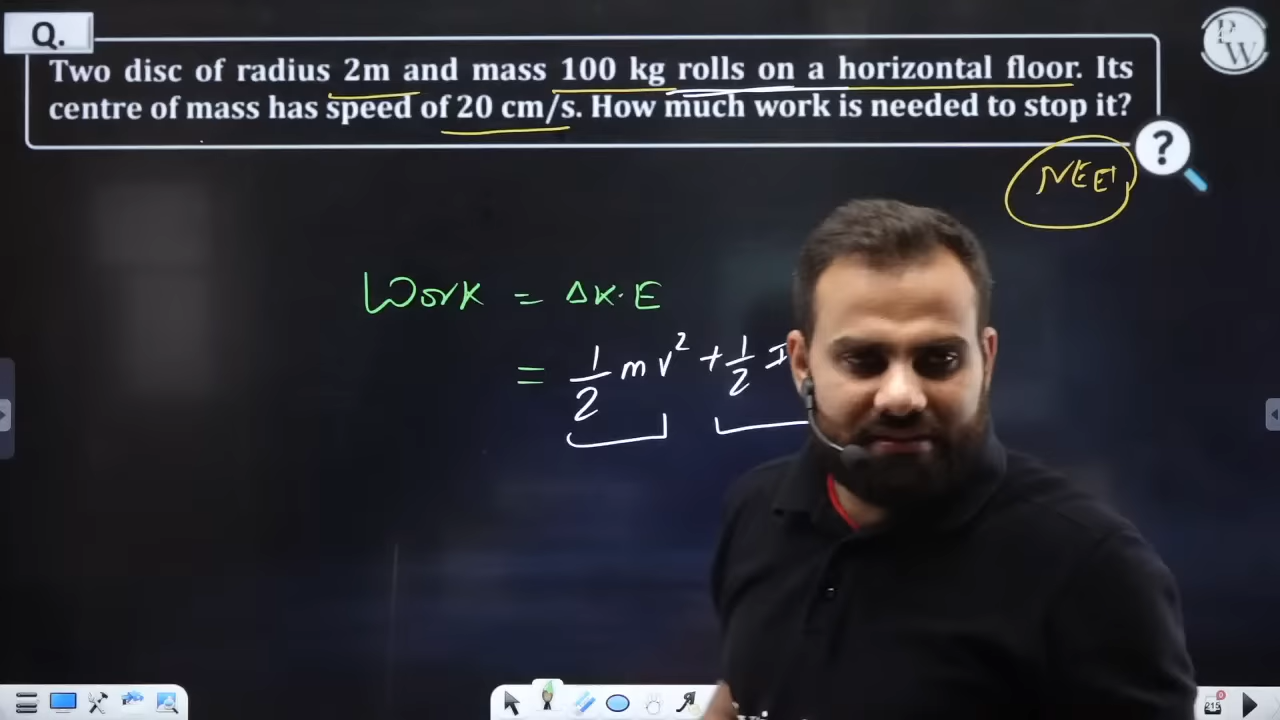 Q.
Two disc of radius 2m and mass 100 kg rolls on a horizontal floor. Its
centre of mass has speed of 20 cm/s. How much work is needed to stop it?
PW
?
NEET
Work = ΔK.E
= 1/2 mv² + 1/2 I
215